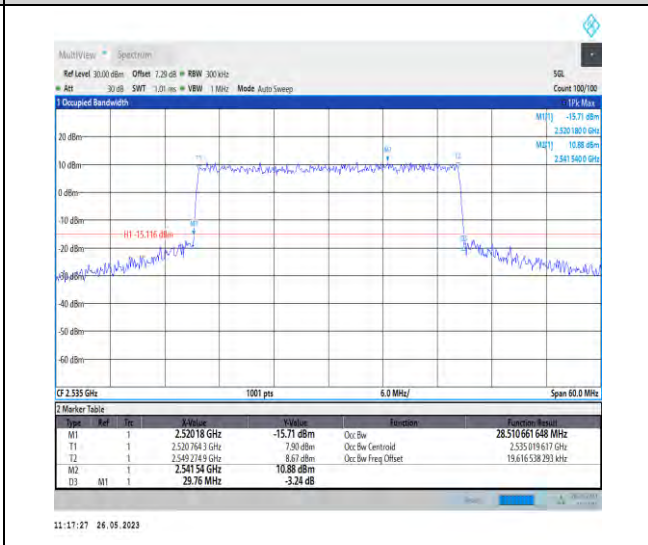 MultiView Spectrum
Ref Level 30.00 dBm Offset 7.29 dB RBW 300 kHz SGL
Att 30 dB SWT 1.01 ms VBW 1 MHz Mode Auto Sweep Count 100/100
1 Occupied Bandwidth 1Pk Max
M1[1] -15.71 dBm
2.520 180 0 GHz
M2[1] 10.88 dBm
2.541 540 0 GHz
20 dBm
10 dBm
T1 M2 T2
0 dBm
-10 dBm
M1
H1 -15.116 dBm
D3
-20 dBm
-30 dBm
-40 dBm
-50 dBm
-60 dBm
CF 2.535 GHz 1001 pts 6.0 MHz/ Span 60.0 MHz
2 Marker Table
Type Ref Trc X-Value Y-Value Function Function Result
M1 1 2.520 18 GHz -15.71 dBm Occ Bw 28.510 661 648 MHz
T1 1 2.520 764 3 GHz 7.90 dBm Occ Bw Centroid 2.535 019 617 GHz
T2 1 2.549 274 9 GHz 8.67 dBm Occ Bw Freq Offset 19.616 538 293 kHz
M2 1 2.541 54 GHz 10.88 dBm
D3 M1 1 29.76 MHz -3.24 dB
11:17:27 26.05.2023